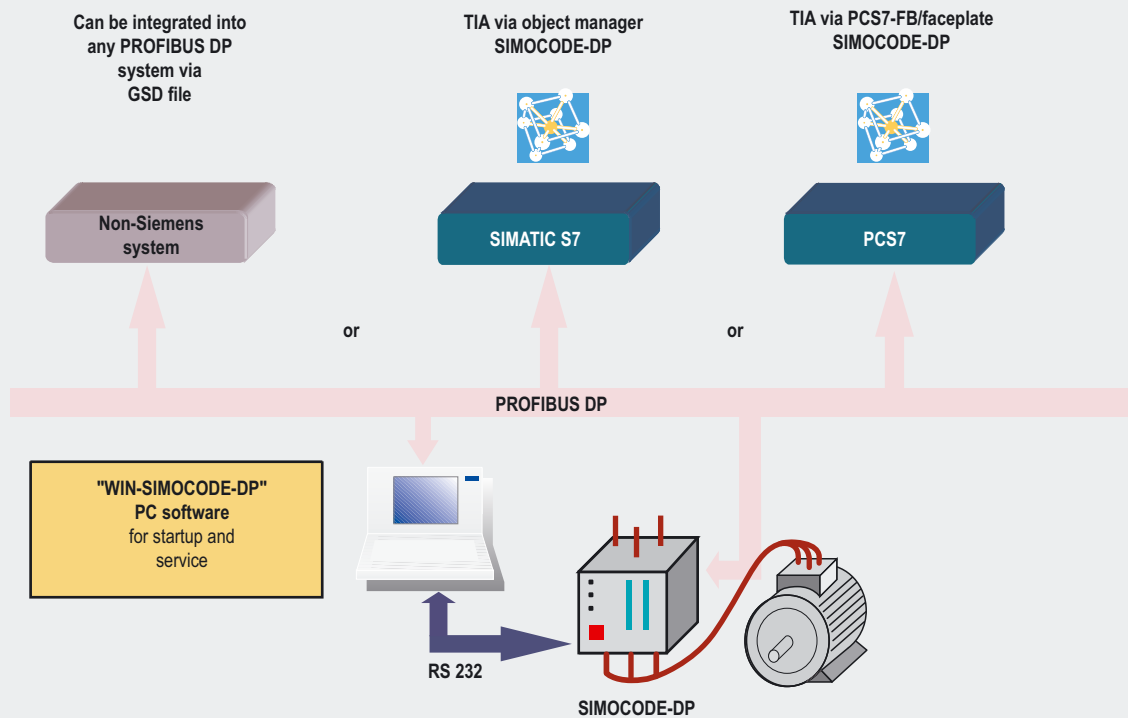 Can be integrated into
any PROFIBUS DP
system via
GSD file
TIA via object manager
SIMOCODE-DP
TIA via PCS7-FB/faceplate
SIMOCODE-DP
Non-Siemens
system
SIMATIC S7
PCS7
or
or
PROFIBUS DP
"WIN-SIMOCODE-DP"
PC software
for startup and
service
RS 232
SIMOCODE-DP